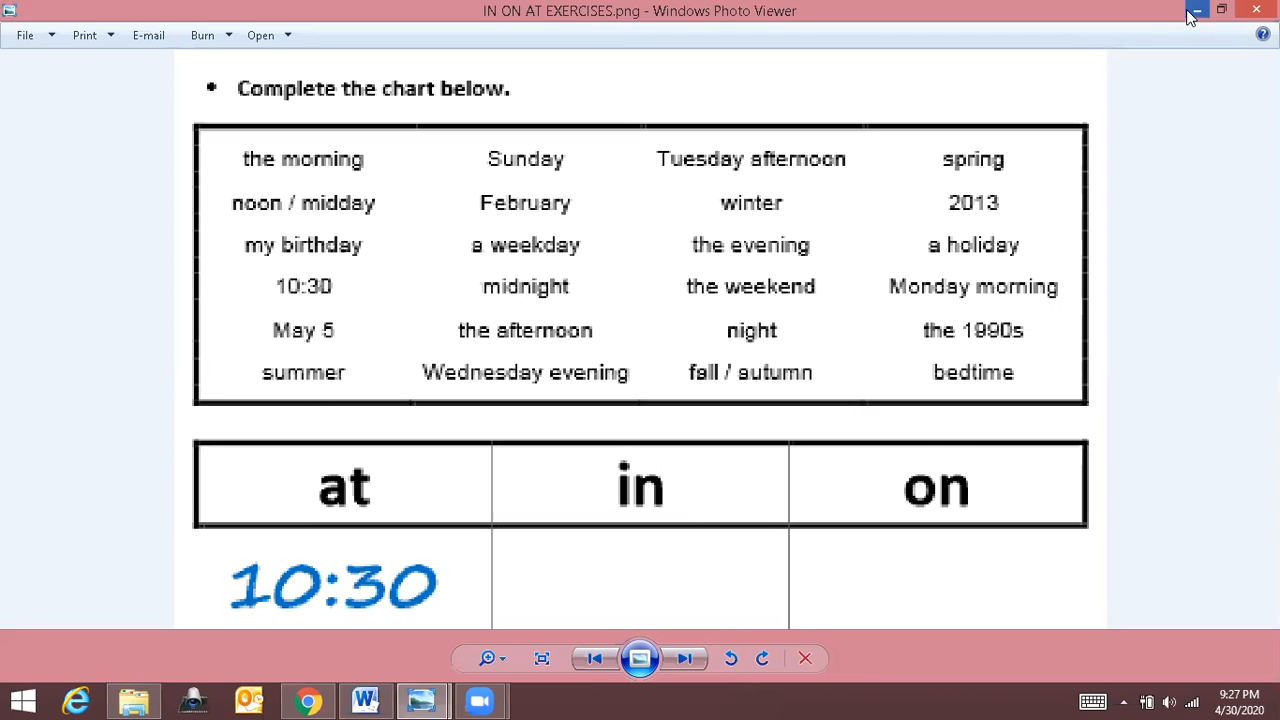 IN ON AT EXERCISES.png - Windows Photo Viewer
File Print E-mail Burn Open
• Complete the chart below.
the morning Sunday Tuesday afternoon spring
noon / midday February winter 2013
my birthday a weekday the evening a holiday
10:30 midnight the weekend Monday morning
May 5 the afternoon night the 1990s
summer Wednesday evening fall / autumn bedtime
at in on
10:30
9:27 PM
4/30/2020